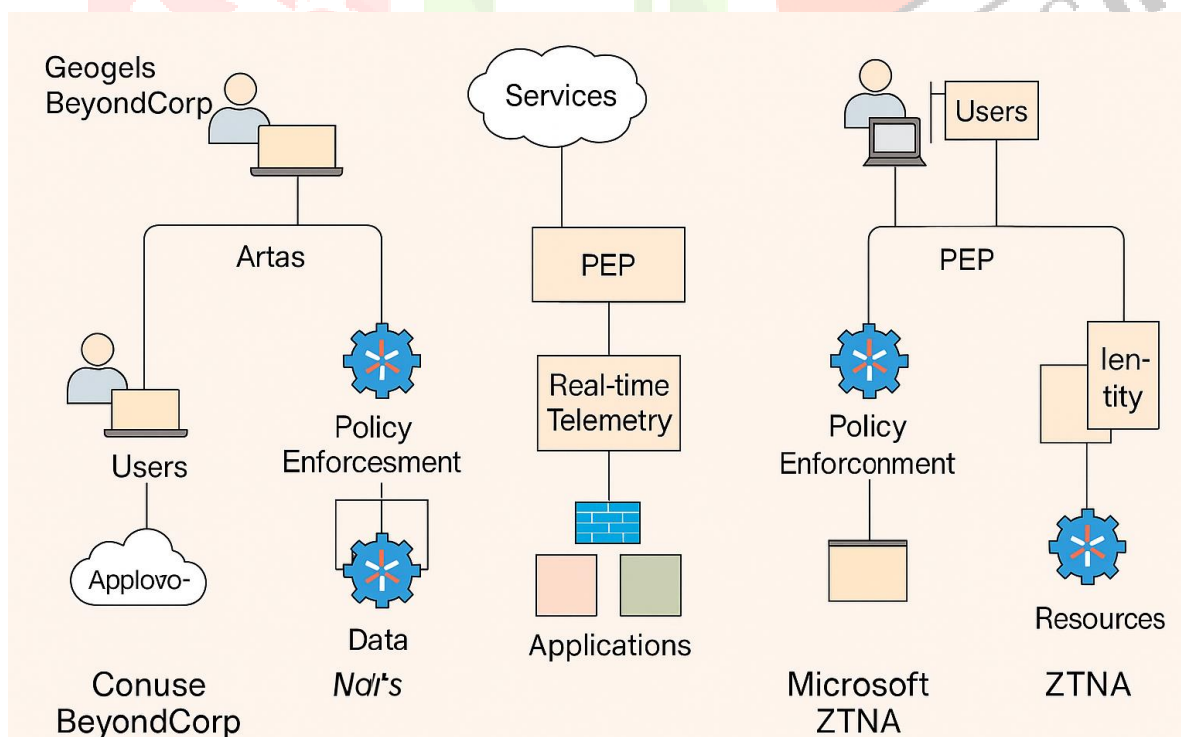 Geogels
BeyondCorp
Artas
Users
Applovo-
Policy
Enforcesment
Data
Conuse
BeyondCorp
Services
PEP
Real-time
Telemetry
Applications
Users
PEP
Policy
Enforconment
Ien-
tity
Resources
Microsoft
ZTNA
ZTNA